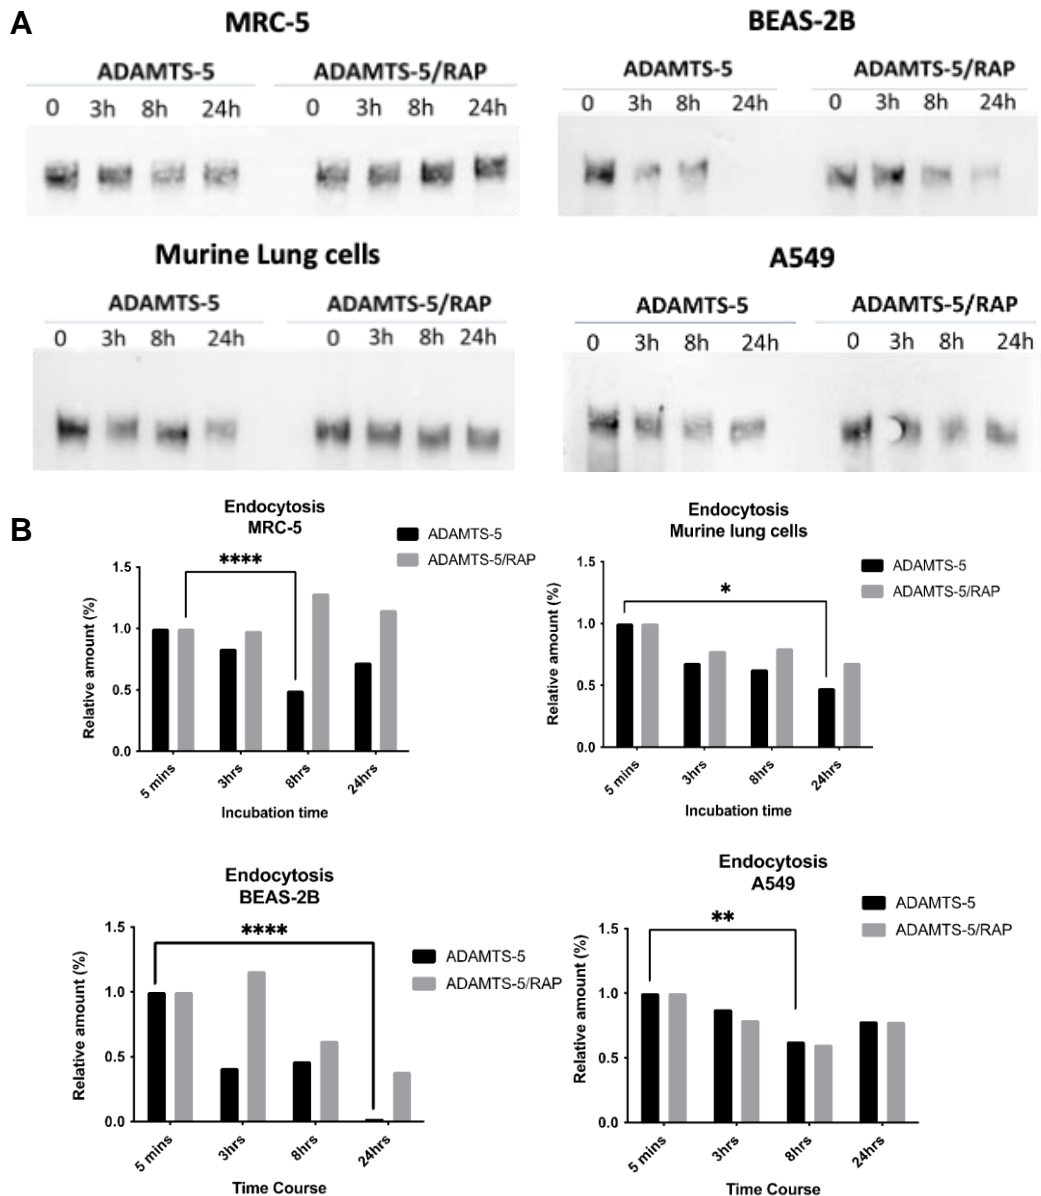 A
MRC-5
ADAMTS-5 ADAMTS-5/RAP
0 3h 8h 24h 0 3h 8h 24h
BEAS-2B
ADAMTS-5 ADAMTS-5/RAP
0 3h 8h 24h 0 3h 8h 24h
Murine Lung cells
ADAMTS-5 ADAMTS-5/RAP
0 3h 8h 24h 0 3h 8h 24h
A549
ADAMTS-5 ADAMTS-5/RAP
0 3h 8h 24h 0 3h 8h 24h
B
Endocytosis
MRC-5
ADAMTS-5
ADAMTS-5/RAP
****
Relative amount (%)
1.5
1.0
0.5
0.0
5 mins 3hrs 8hrs 24hrs
Incubation time
Endocytosis
Murine lung cells
ADAMTS-5
ADAMTS-5/RAP
*
Relative amount (%)
1.5
1.0
0.5
0.0
5 mins 3hrs 8hrs 24hrs
Incubation time
Endocytosis
BEAS-2B
ADAMTS-5
ADAMTS-5/RAP
****
Relative amount (%)
1.5
1.0
0.5
0.0
5 mins 3hrs 8hrs 24hrs
Time Course
Endocytosis
A549
ADAMTS-5
ADAMTS-5/RAP
**
Relative amount (%)
1.5
1.0
0.5
0.0
5 mins 3hrs 8hrs 24hrs
Time Course